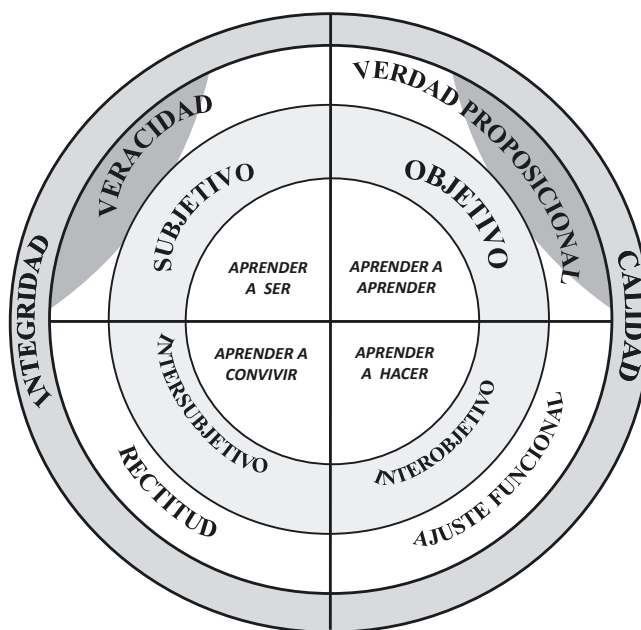 VERACIDAD
VERDAD PROPOSICIONAL
SUBJETIVO
OBJETIVO
APRENDER
A SER
APRENDER A
APRENDER
INTEGRIDAD
CALIDAD
APRENDER A
CONVIVIR
APRENDER
A HACER
INTERSUBJETIVO
INTEROBJETIVO
RECTITUD
AJUSTE FUNCIONAL